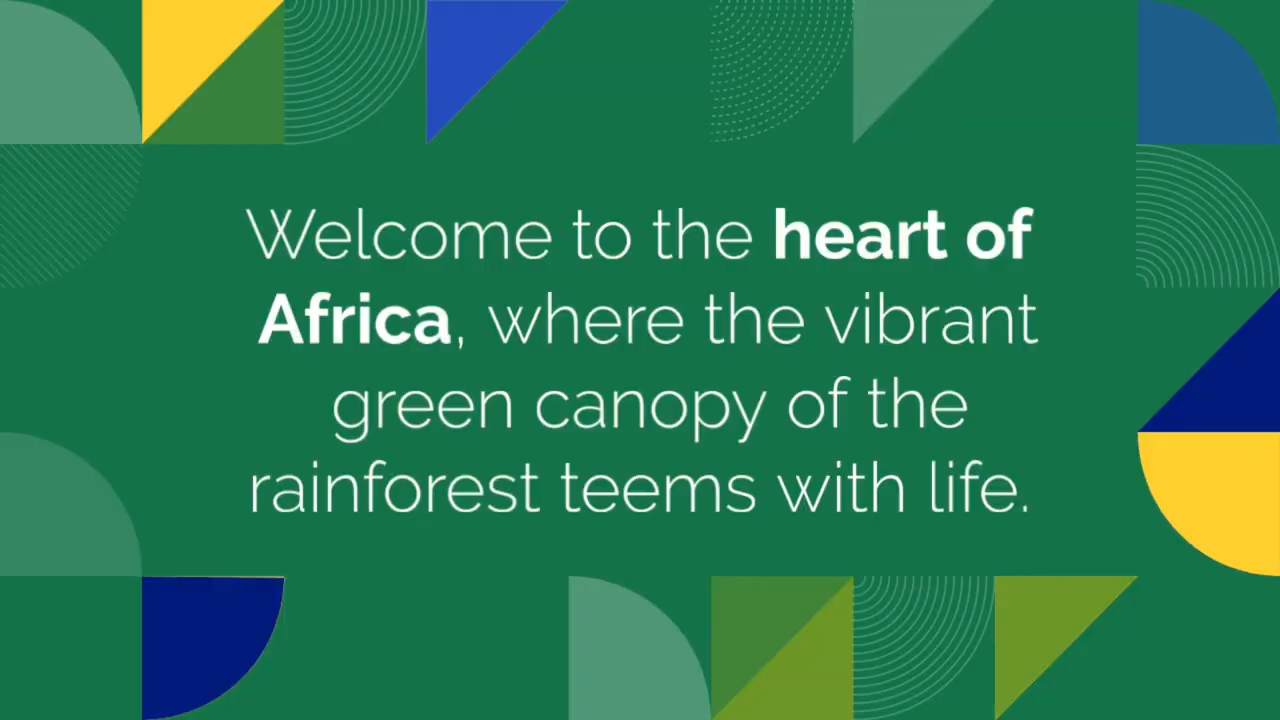 Welcome to the heart of
Africa, where the vibrant
green canopy of the
rainforest teems with life.